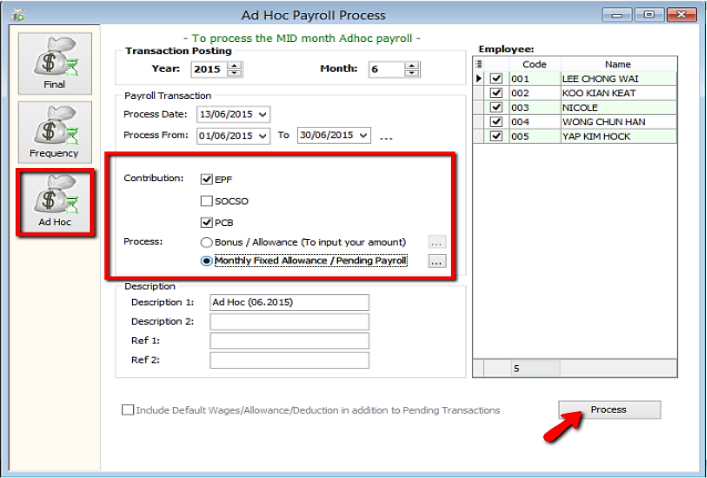 Ad Hoc Payroll Process
Final
Frequency
Ad Hoc
- To process the MID month Adhoc payroll -
Transaction Posting
Year: 2015 Month: 6
Payroll Transaction
Process Date: 13/06/2015
Process From: 01/06/2015 To 30/06/2015 ...
Contribution: EPF
SOCSO
PCB
Process: Bonus / Allowance (To input your amount) ...
Monthly Fixed Allowance / Pending Payroll ...
Description
Description 1: Ad Hoc (06.2015)
Description 2:
Ref 1:
Ref 2:
Include Default Wages/Allowance/Deduction in addition to Pending Transactions
Employee:
Code Name
001 LEE CHONG WAI
002 KOO KIAN KEAT
003 NICOLE
004 WONG CHUN HAN
005 YAP KIM HOCK
5
Process